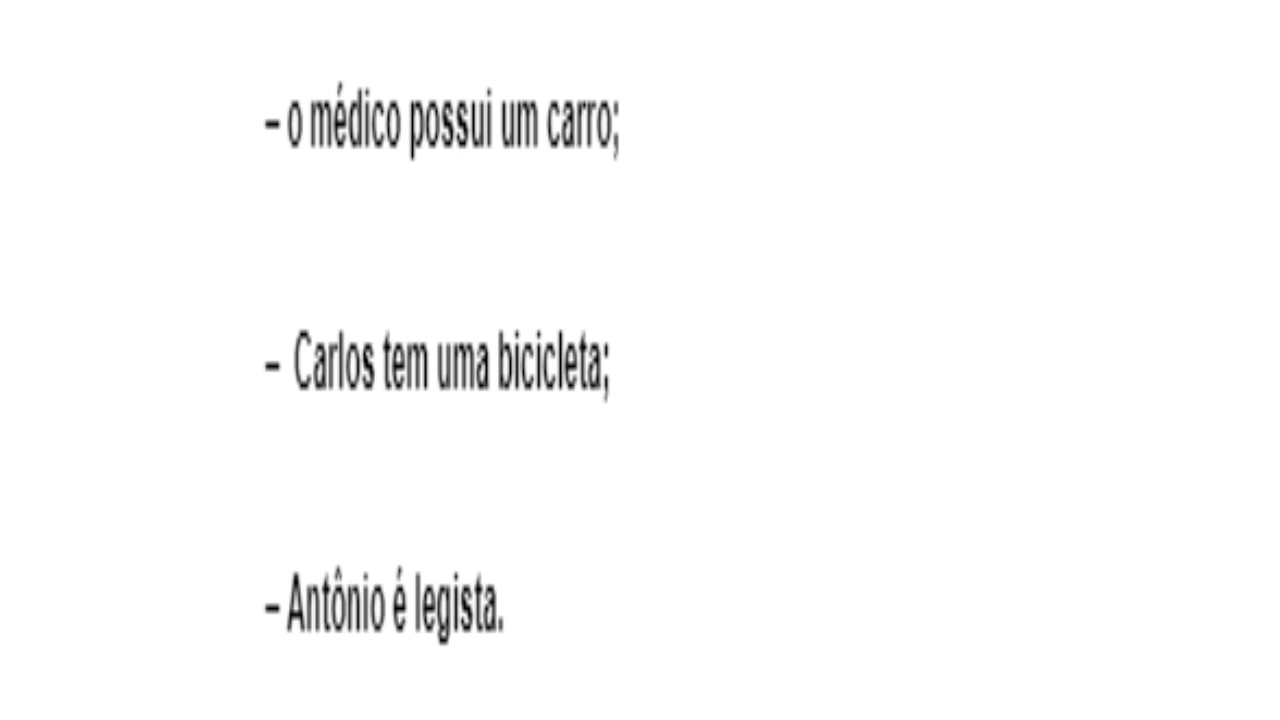 – o médico possui um carro;
– Carlos tem uma bicicleta;
– Antônio é legista.